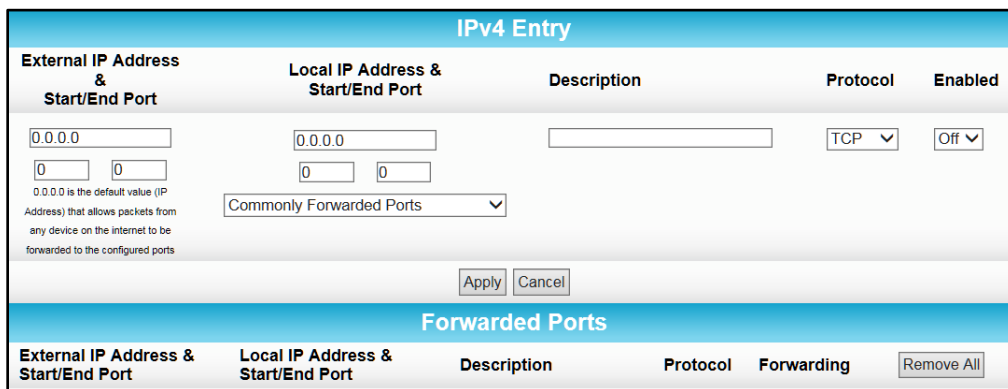 IPv4 Entry
External IP Address
&
Start/End Port
Local IP Address &
Start/End Port
Description
Protocol
Enabled
0.0.0.0
0 0
0.0.0.0 is the default value (IP
Address) that allows packets from
any device on the internet to be
forwarded to the configured ports
0.0.0.0
0 0
Commonly Forwarded Ports
TCP
Off
Apply Cancel
Forwarded Ports
External IP Address &
Start/End Port
Local IP Address &
Start/End Port
Description
Protocol
Forwarding
Remove All